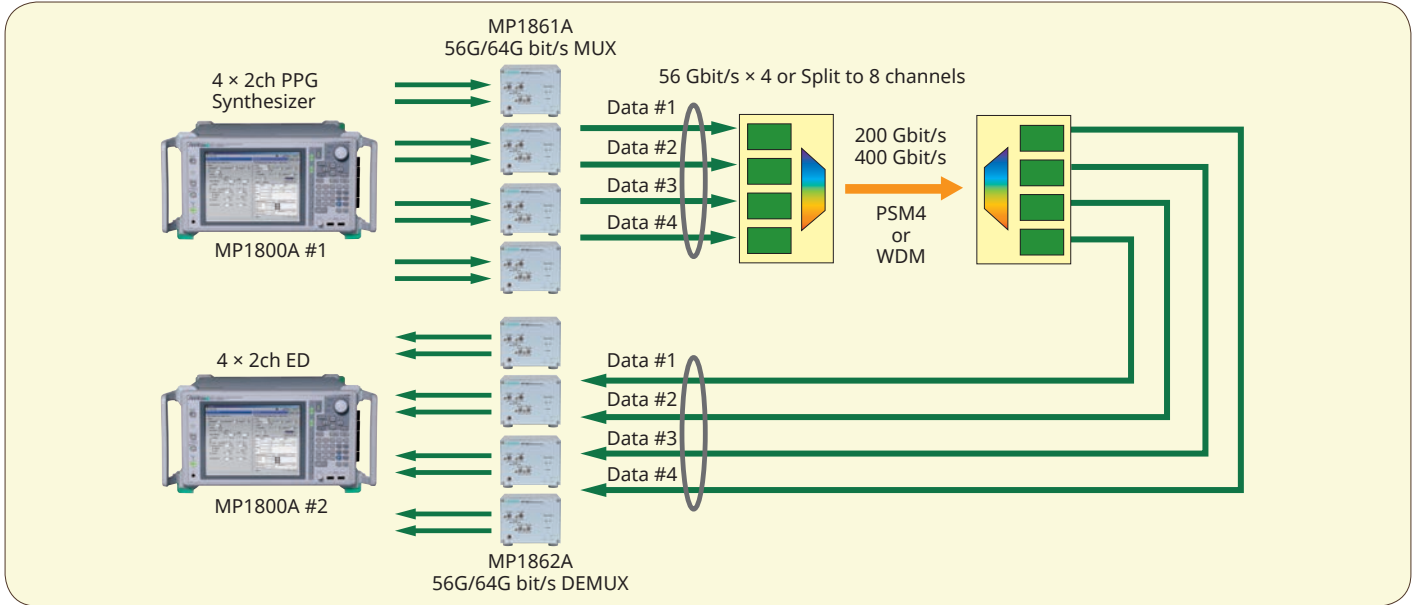 MP1861A
56G/64G bit/s MUX
4 × 2ch PPG
Synthesizer
56 Gbit/s × 4 or Split to 8 channels
Data #1
Data #2
Data #3
Data #4
200 Gbit/s
400 Gbit/s
PSM4
or
WDM
MP1800A #1
4 × 2ch ED
Data #1
Data #2
Data #3
Data #4
MP1800A #2
MP1862A
56G/64G bit/s DEMUX